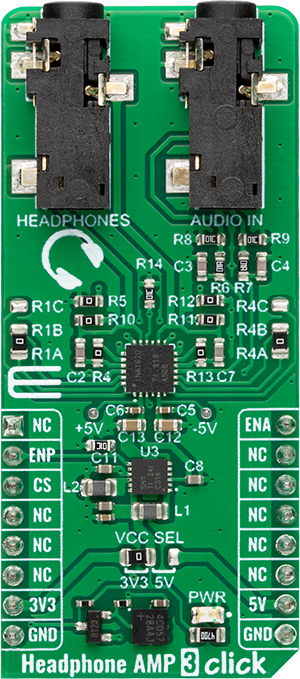 HEADPHONES AUDIO IN
R8 R9
R14
C3 C4
R6 R7
R1C R5 R12 R4C
R1B R10 R11 R4B
R1A C2 R4 R13 C7 R4A
C6 C5
+5V -5V
C13 C12
NC ENA
U3
ENP C11 NC
CS L2 C8 NC
NC L1 NC
NC VCC SEL NC
NC 3V3 5V NC
3V3 PWR 5V
GND GND
Headphone AMP 3 click